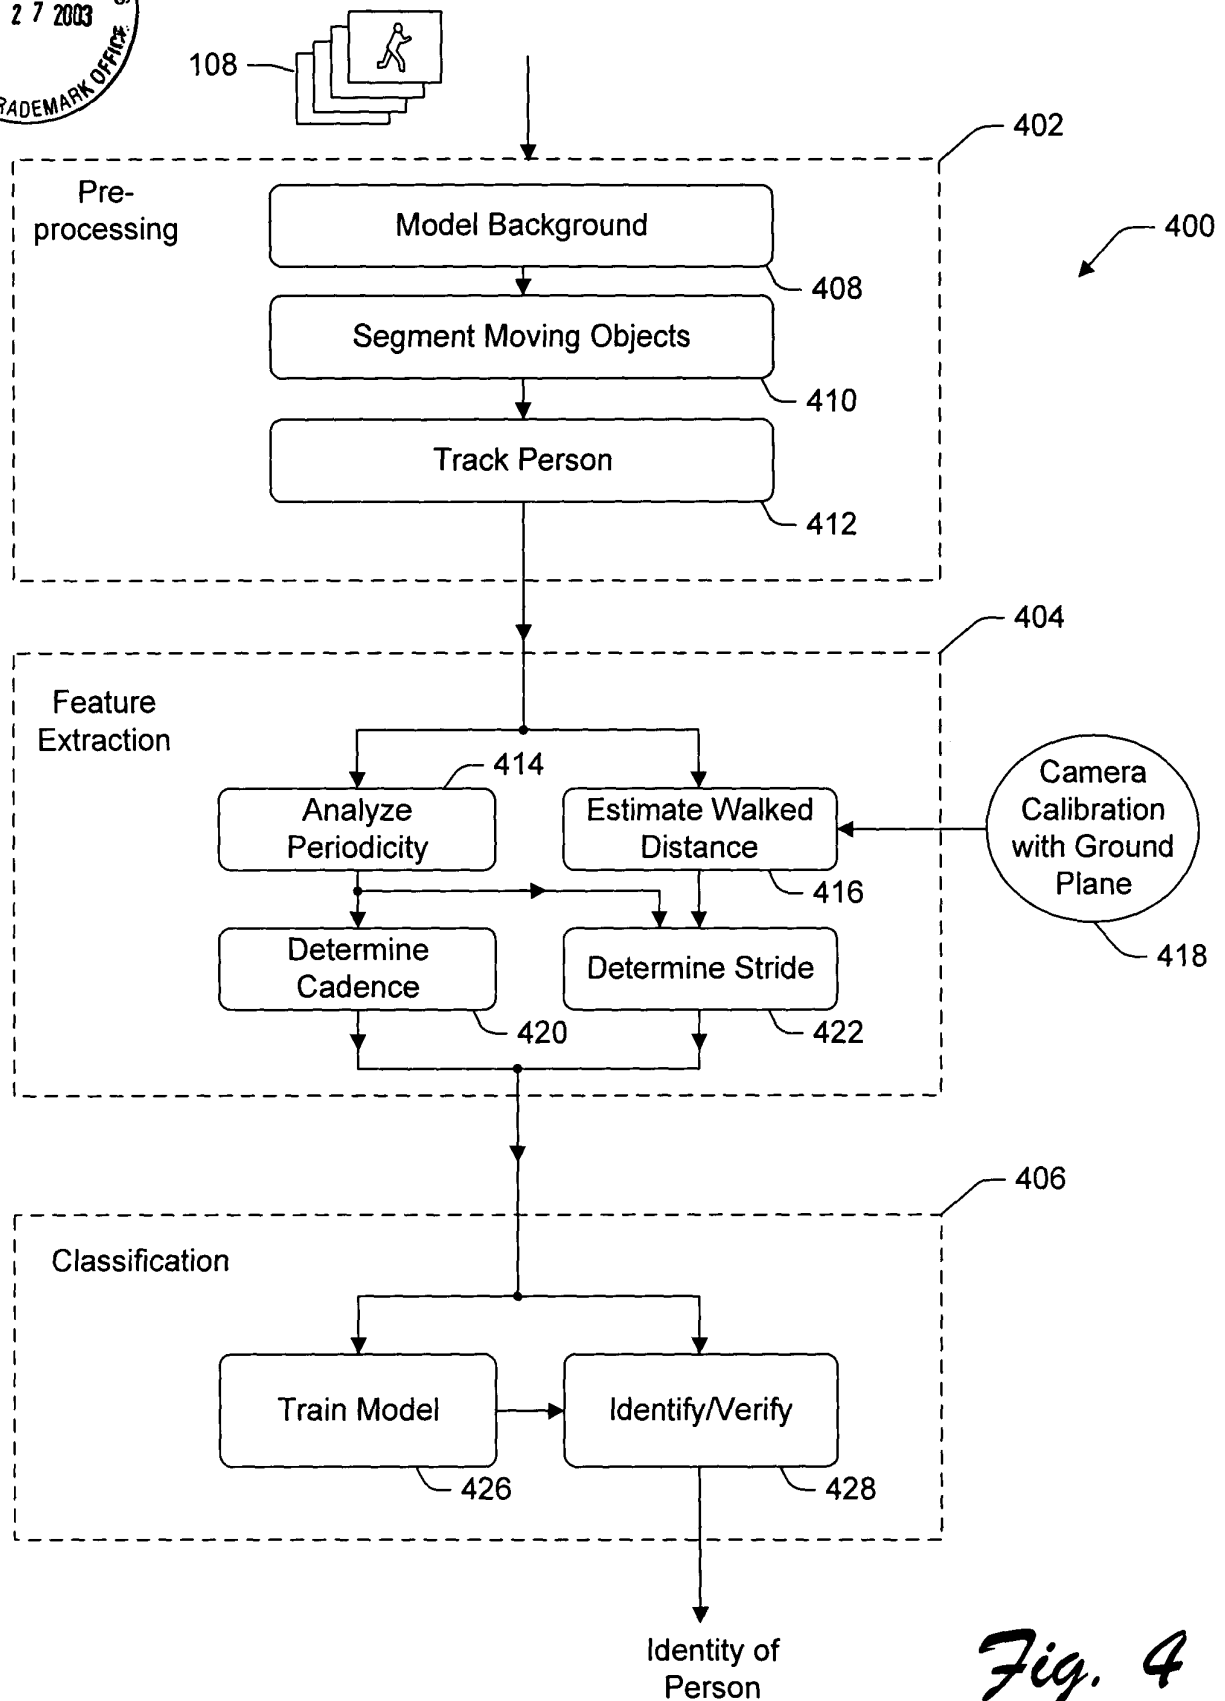 2 7 2003
TRADEMARK OFFICE
108
402
Pre-
processing
400
Model Background
408
Segment Moving Objects
410
Track Person
412
404
Feature
Extraction
414
Analyze
Periodicity
Estimate Walked
Distance
416
Camera
Calibration
with Ground
Plane
418
Determine
Cadence
420
Determine Stride
422
406
Classification
Train Model
426
Identify/Verify
428
Identity of
Person
Fig. 4